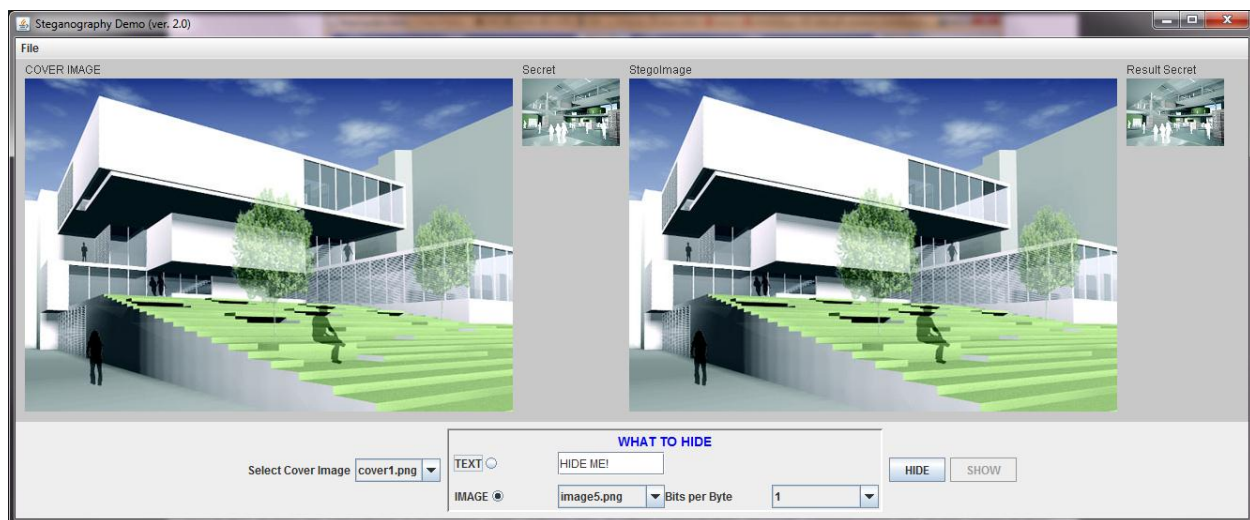 Steganography Demo (ver. 2.0)
File
COVER IMAGE
Secret
StegoImage
Result Secret
WHAT TO HIDE
Select Cover Image cover1.png
TEXT HIDE ME!
IMAGE image5.png Bits per Byte 1
HIDE SHOW